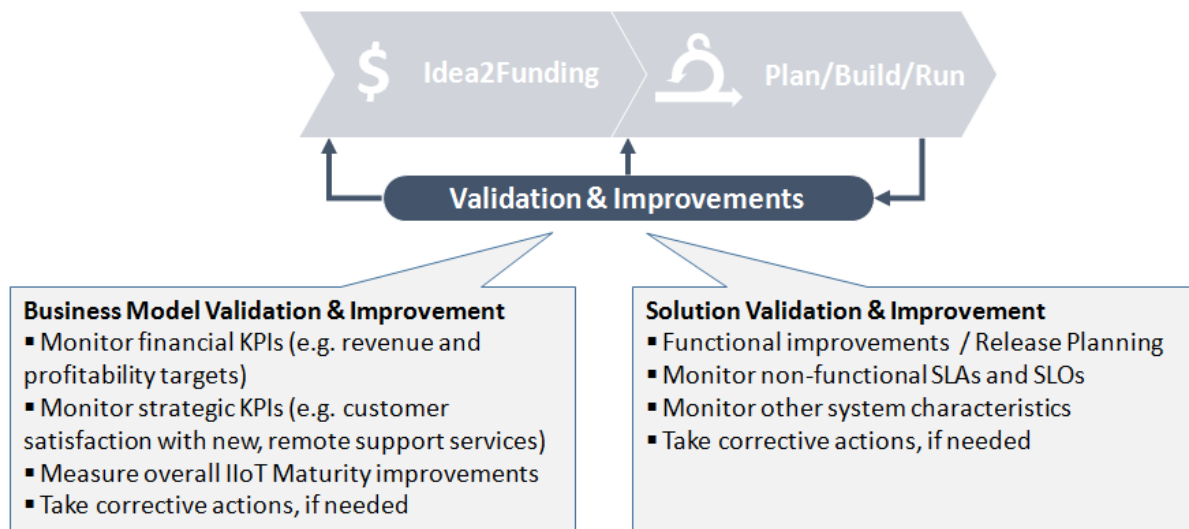 $ Idea2Funding
Plan/Build/Run
Validation & Improvements
Business Model Validation & Improvement
▪ Monitor financial KPIs (e.g. revenue and
profitability targets)
▪ Monitor strategic KPIs (e.g. customer
satisfaction with new, remote support services)
▪ Measure overall IIoT Maturity improvements
▪ Take corrective actions, if needed
Solution Validation & Improvement
▪ Functional improvements / Release Planning
▪ Monitor non-functional SLAs and SLOs
▪ Monitor other system characteristics
▪ Take corrective actions, if needed